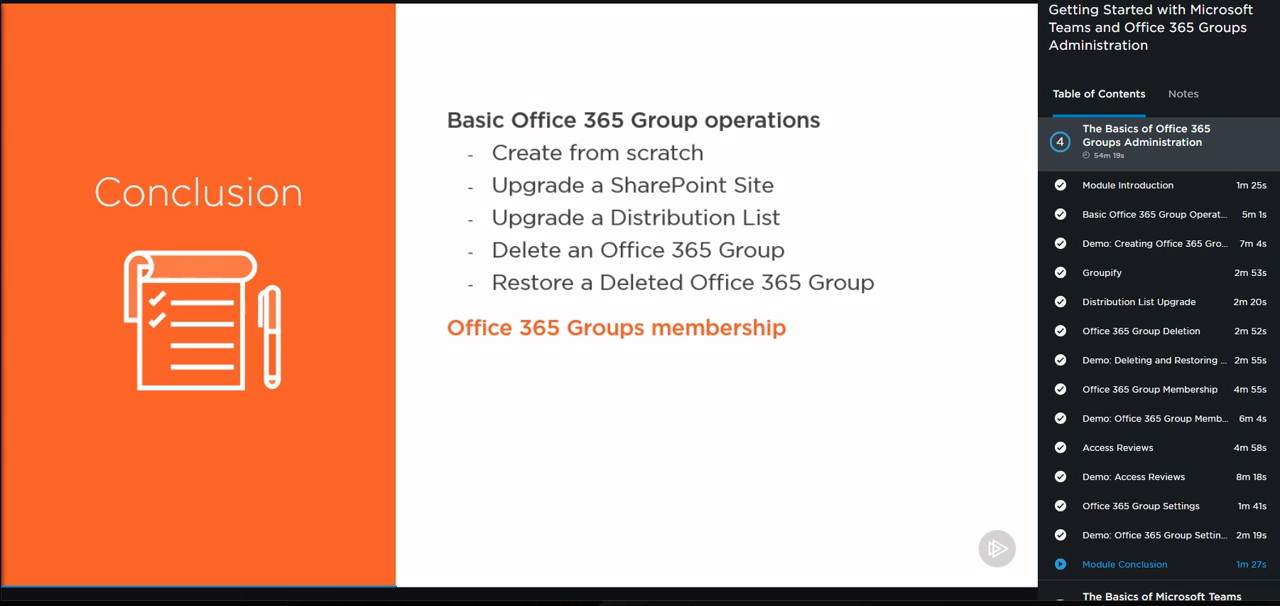 Conclusion
Basic Office 365 Group operations
- Create from scratch
- Upgrade a SharePoint Site
- Upgrade a Distribution List
- Delete an Office 365 Group
- Restore a Deleted Office 365 Group
Office 365 Groups membership
Getting Started with Microsoft
Teams and Office 365 Groups
Administration
Table of Contents Notes
4
The Basics of Office 365
Groups Administration
54m 19s
Module Introduction 1m 25s
Basic Office 365 Group Operat... 5m 1s
Demo: Creating Office 365 Gro... 7m 4s
Groupify 2m 53s
Distribution List Upgrade 2m 20s
Office 365 Group Deletion 2m 52s
Demo: Deleting and Restoring ... 2m 55s
Office 365 Group Membership 4m 55s
Demo: Office 365 Group Memb... 6m 4s
Access Reviews 4m 58s
Demo: Access Reviews 8m 18s
Office 365 Group Settings 1m 41s
Demo: Office 365 Group Settin... 2m 19s
Module Conclusion 1m 27s
The Basics of Microsoft Teams